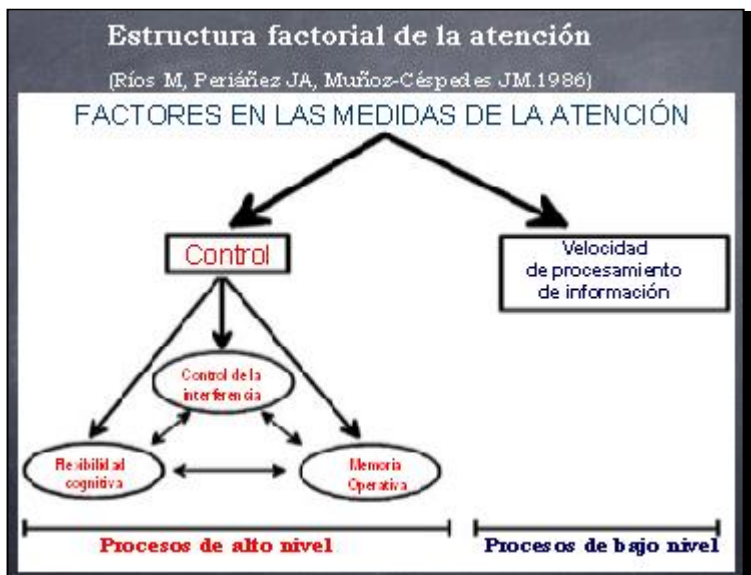 Estructura factorial de la atención
(Ríos M, Periáñez JA, Muñoz-Céspedes JM.1986)
FACTORES EN LAS MEDIDAS DE LA ATENCIÓN
Control
Velocidad
de procesamiento
de información
Control de la
interferencia
Flexibilidad
cognitiva
Memoria
Operativa
Procesos de alto nivel
Procesos de bajo nivel